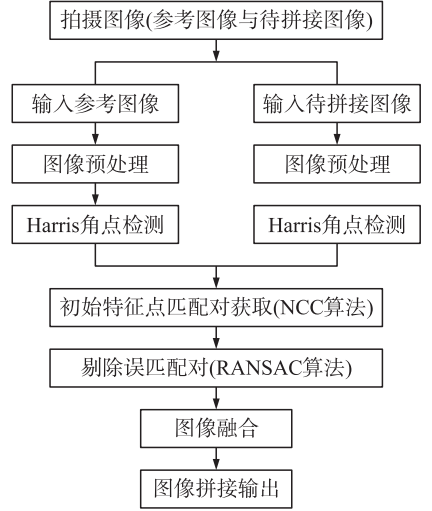 拍摄图像(参考图像与待拼接图像)
输入参考图像
输入待拼接图像
图像预处理
图像预处理
Harris角点检测
Harris角点检测
初始特征点匹配对获取(NCC算法)
剔除误匹配对(RANSAC算法)
图像融合
图像拼接输出